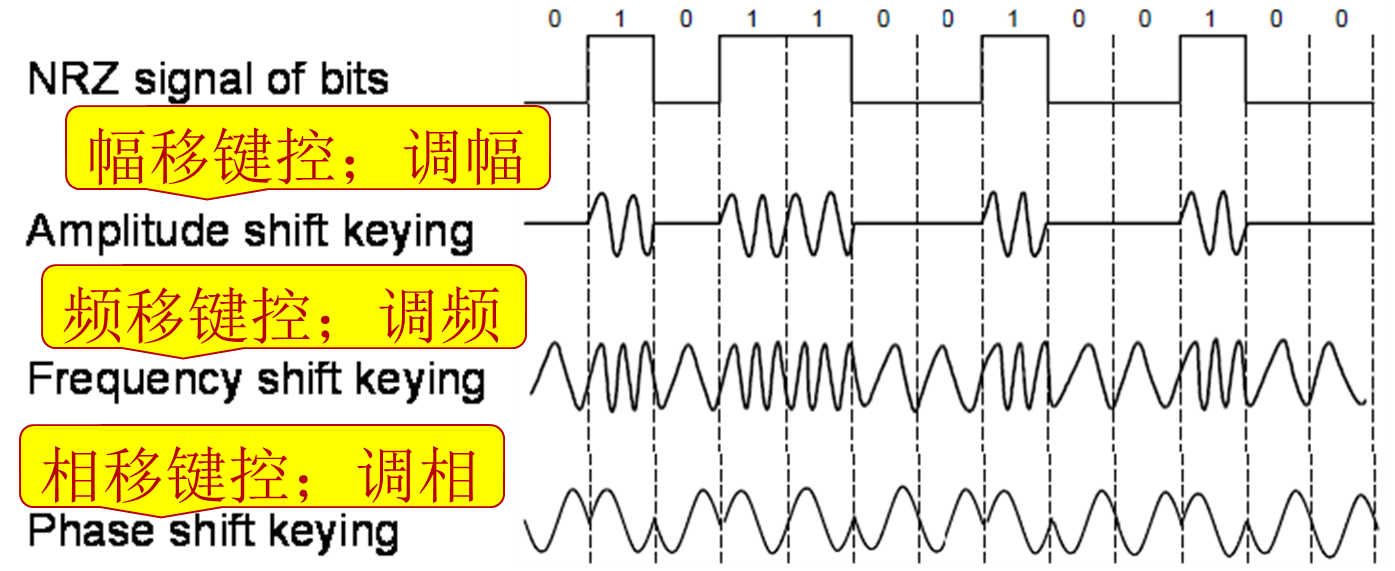 0 1 0 1 1 0 0 1 0 0 1 0 0
NRZ signal of bits
幅移键控；调幅
Amplitude shift keying
频移键控；调频
Frequency shift keying
相移键控；调相
Phase shift keying